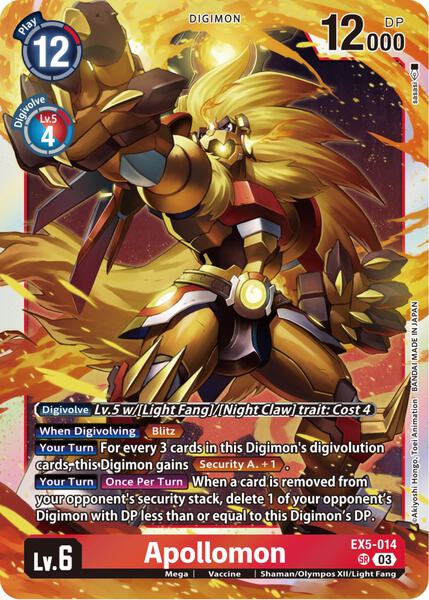 DIGIMON
Play
12
DP
12000
sasasi
Digivolve
Lv.5
4
Digivolve Lv.5 w/[Light Fang]/[Night Claw] trait: Cost 4
When Digivolving Blitz
Your Turn For every 3 cards in this Digimon's digivolution
cards, this Digimon gains Security A. +1 .
Your Turn Once Per Turn When a card is removed from
your opponent's security stack, delete 1 of your opponent's
Digimon with DP less than or equal to this Digimon's DP.
©Akiyoshi Hongo, Toei Animation BANDAI MADE IN JAPAN
Lv.6
Apollomon
EX5-014
SR 03
Mega | Vaccine | Shaman/Olympos XII/Light Fang